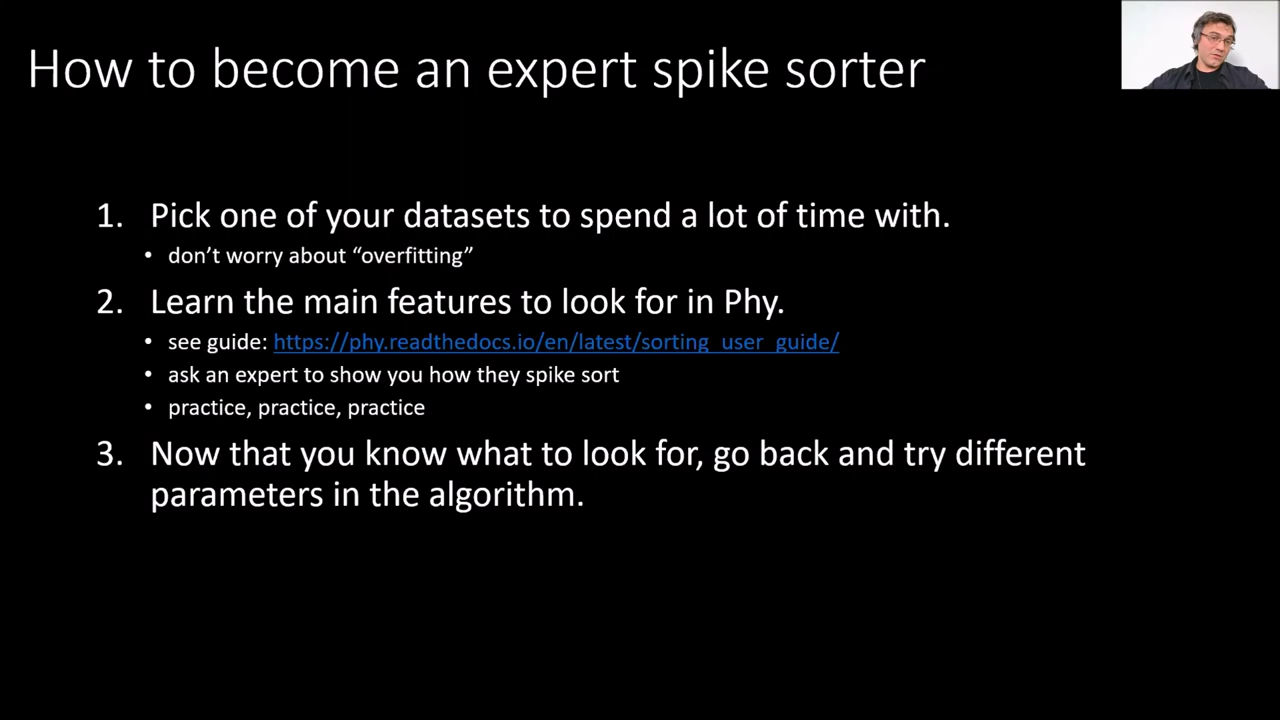 How to become an expert spike sorter
1. Pick one of your datasets to spend a lot of time with.
• don’t worry about “overfitting”
2. Learn the main features to look for in Phy.
• see guide: https://phy.readthedocs.io/en/latest/sorting_user_guide/
• ask an expert to show you how they spike sort
• practice, practice, practice
3. Now that you know what to look for, go back and try different
parameters in the algorithm.